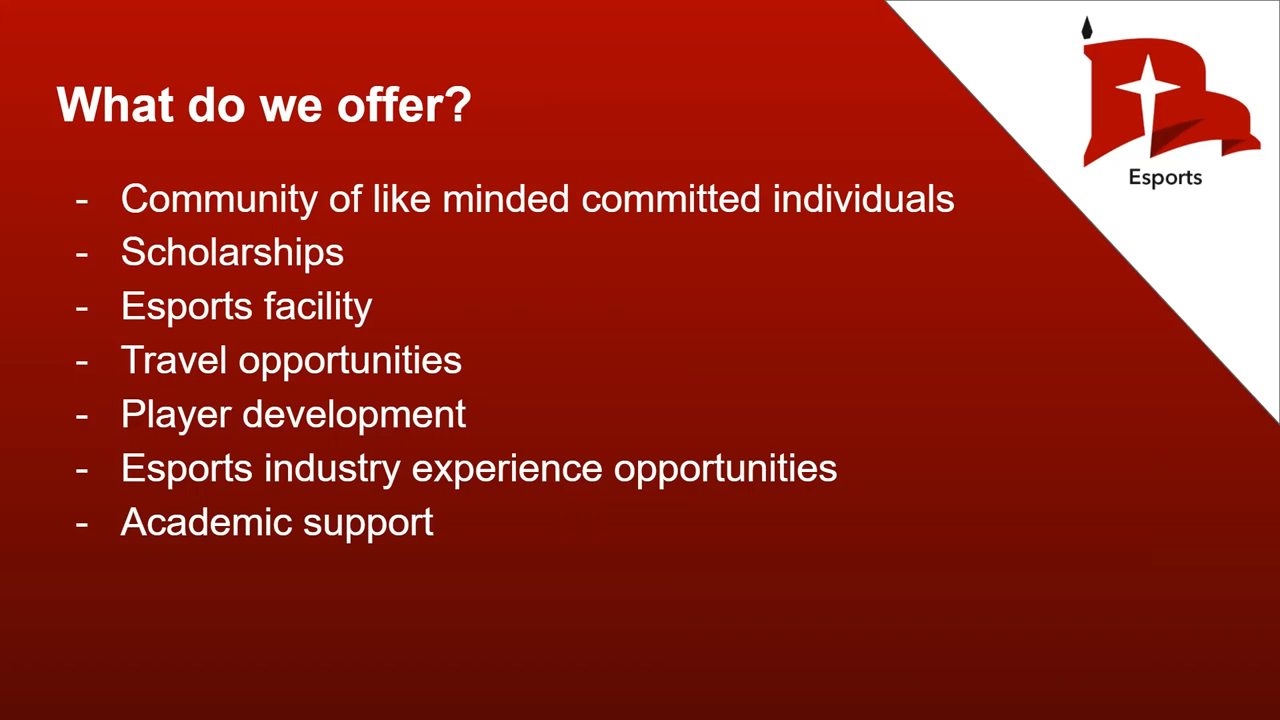 What do we offer?
- Community of like minded committed individuals
- Scholarships
- Esports facility
- Travel opportunities
- Player development
- Esports industry experience opportunities
- Academic support
Esports